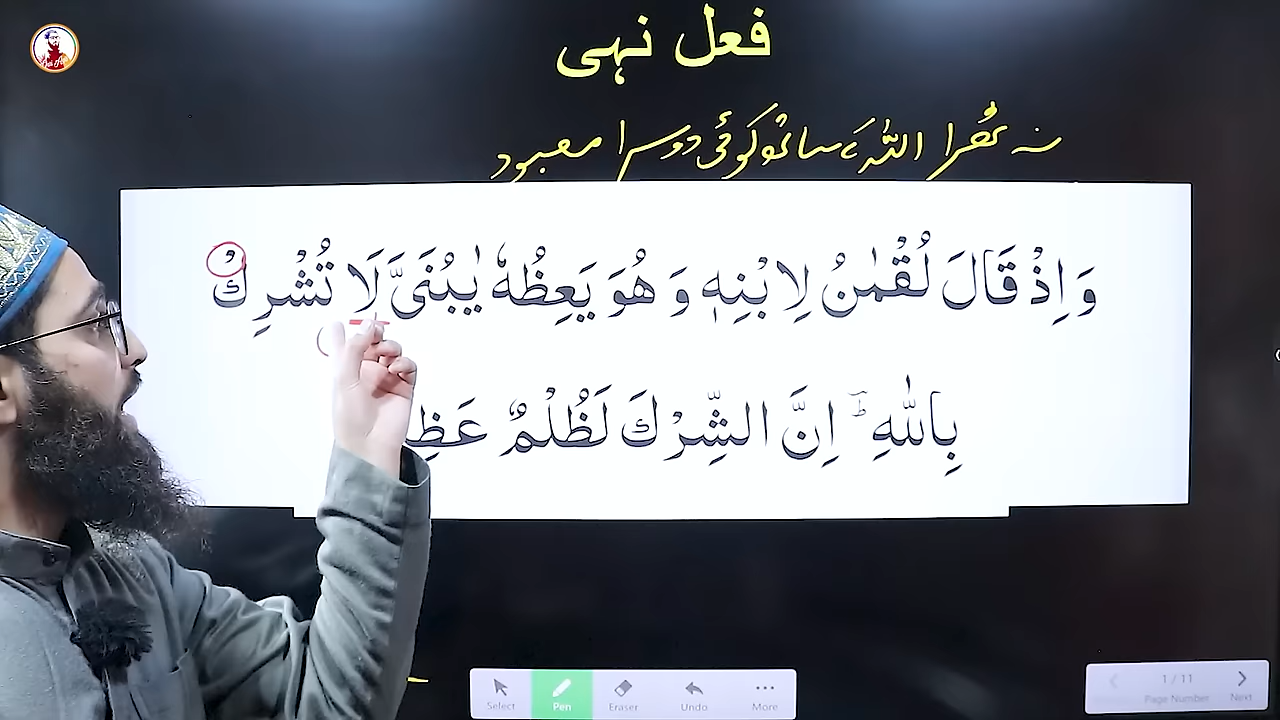 فعل نہی
نہ ٹھہرا اللہ کے ساتھ کوئی دوسرا معبود
وَ اِذْ قَالَ لُقْمٰنُ لِابْنِهٖ وَ هُوَ يَعِظُهٗ يٰبُنَيَّ لَا تُشْرِكْ
بِاللّٰهِ ؕ اِنَّ الشِّرْكَ لَظُلْمٌ
Select Pen Eraser Undo More
1 / 11
Page Number
Next